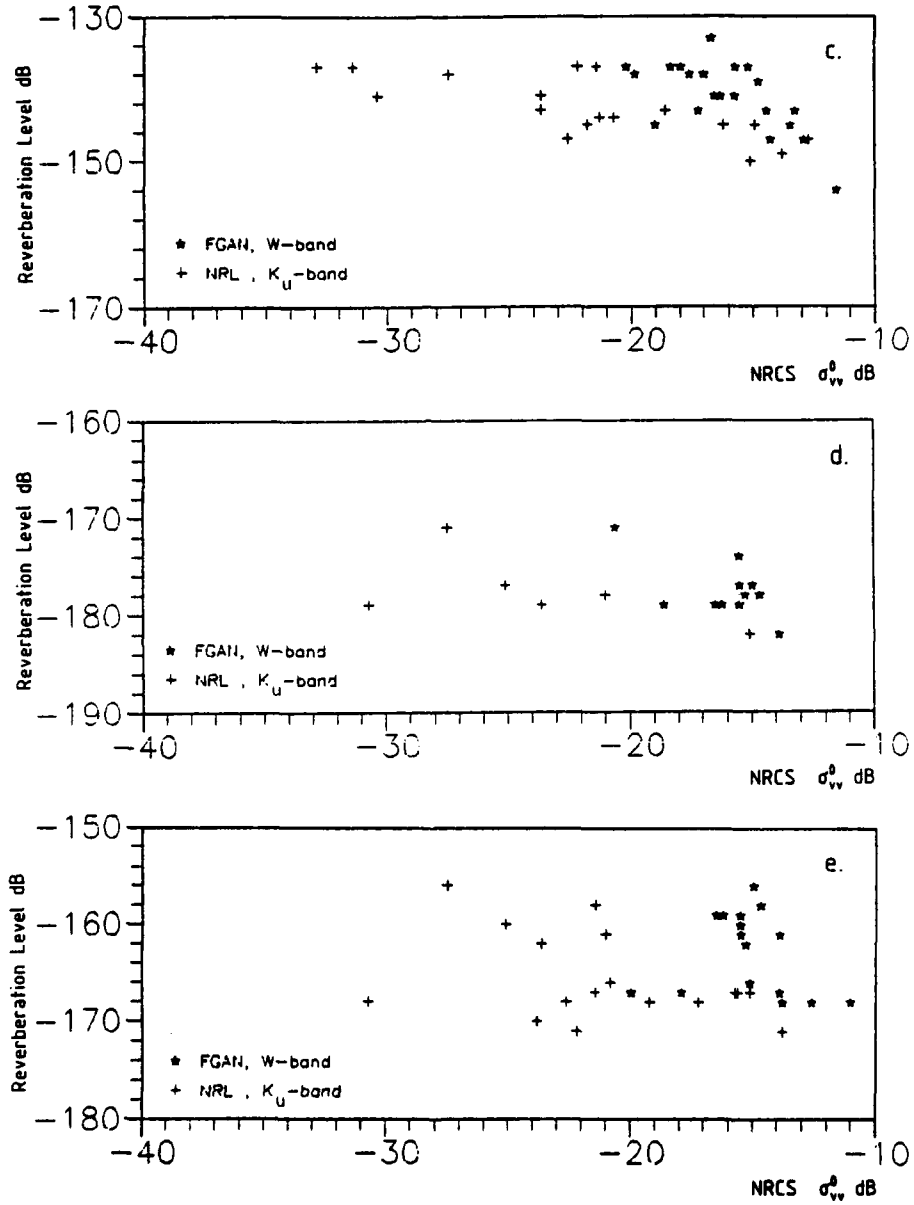 −130
c.
−150
Reverberation Level dB
★ FGAN, W−band
+ NRL , Ku−band
−170
−40 −30 −20 −10
NRCS σ⁰vv dB
−160
d.
−170
Reverberation Level dB
−180
★ FGAN, W−band
+ NRL , Ku−band
−190
−40 −30 −20 −10
NRCS σ⁰vv dB
−150
e.
−160
Reverberation Level dB
−170
★ FGAN, W−band
+ NRL , Ku−band
−180
−40 −30 −20 −10
NRCS σ⁰vv dB